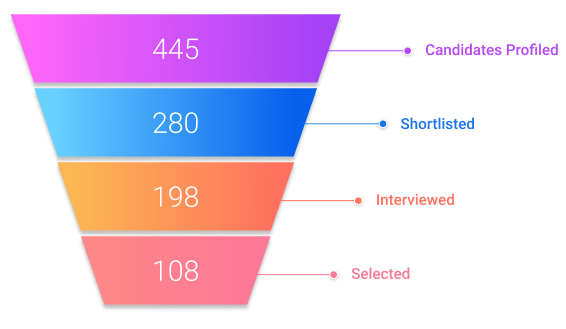 445
Candidates Profiled
280
Shortlisted
198
Interviewed
108
Selected